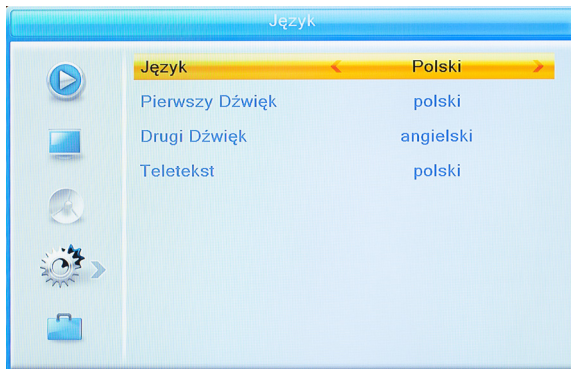 Język
Język Polski
Pierwszy Dźwięk polski
Drugi Dźwięk angielski
Teletekst polski